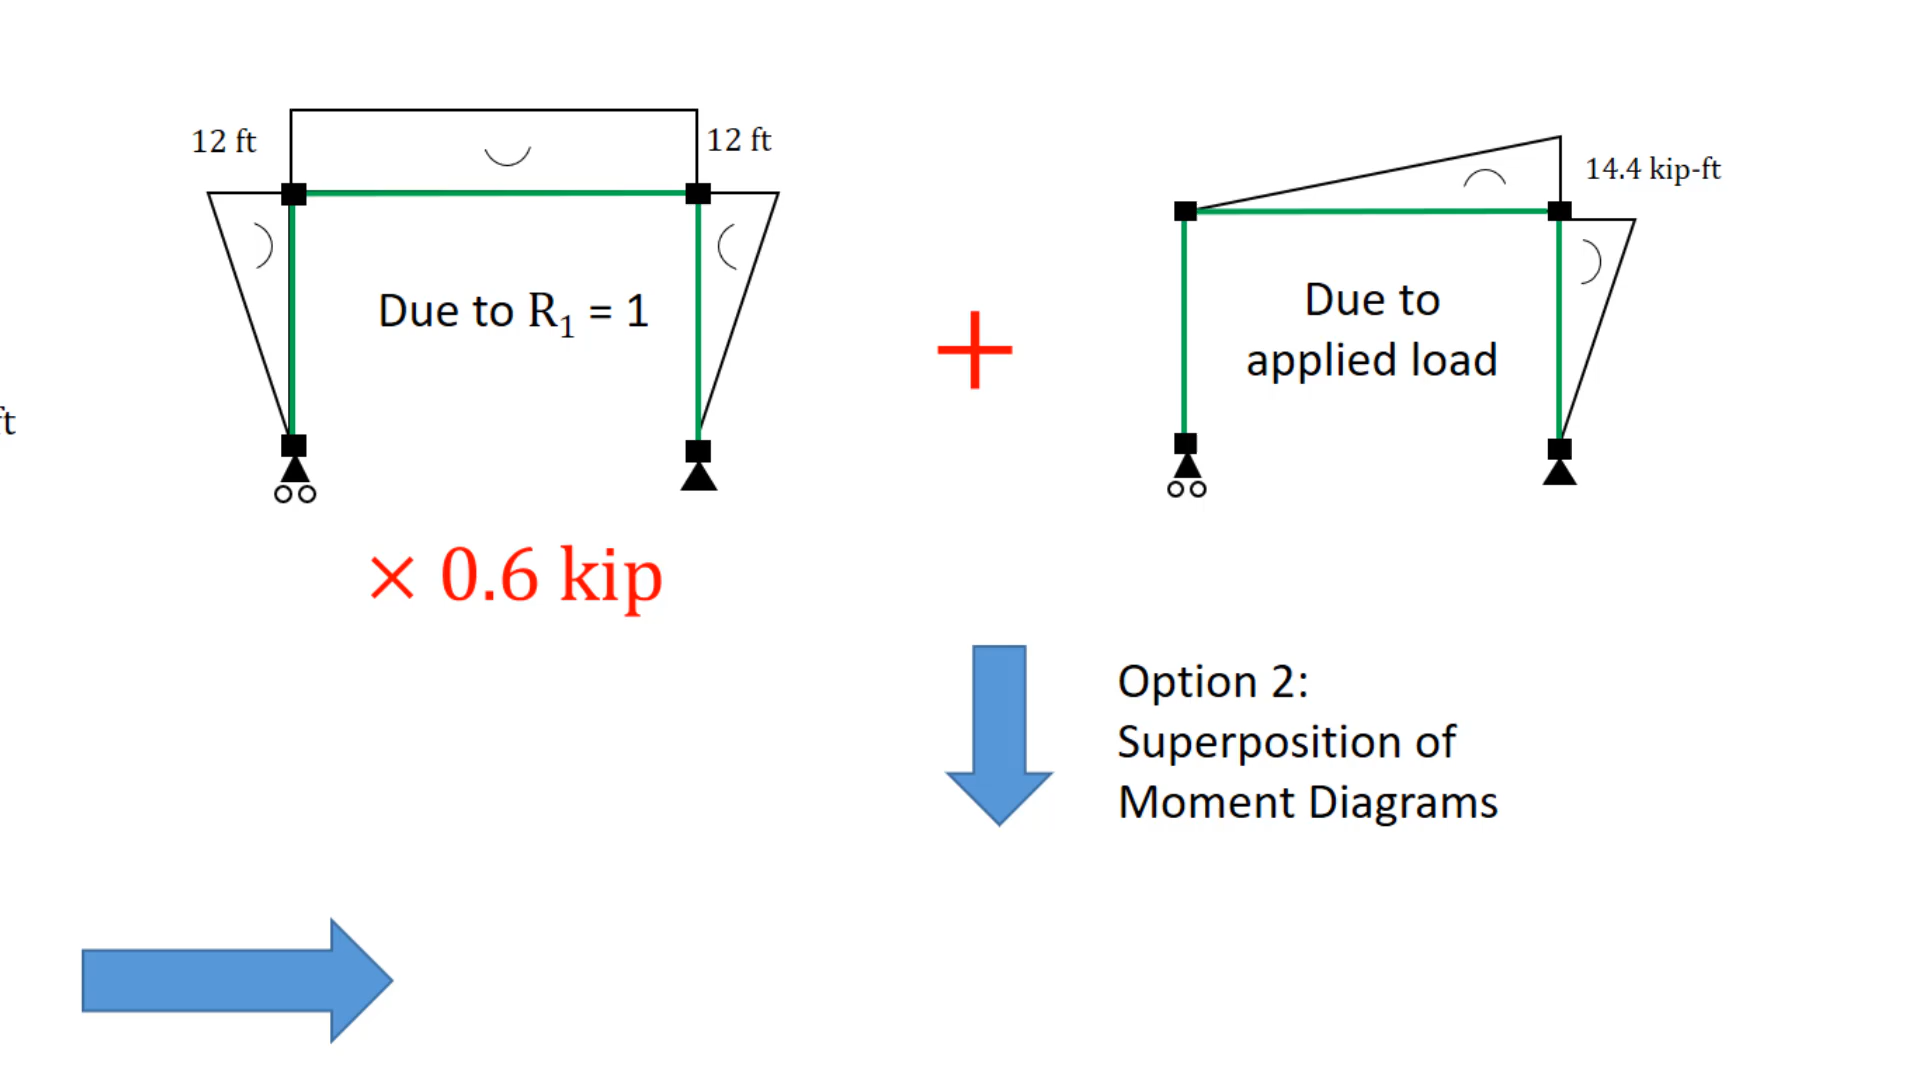 12 ft
12 ft
14.4 kip-ft
Due to R₁ = 1
Due to
applied load
ft
× 0.6 kip
Option 2:
Superposition of
Moment Diagrams